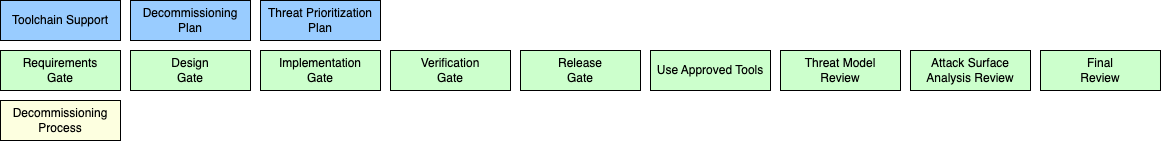 Toolchain Support
Decommissioning
Plan
Threat Prioritization
Plan
Requirements
Gate
Design
Gate
Implementation
Gate
Verification
Gate
Release
Gate
Use Approved Tools
Threat Model
Review
Attack Surface
Analysis Review
Final
Review
Decommissioning
Process